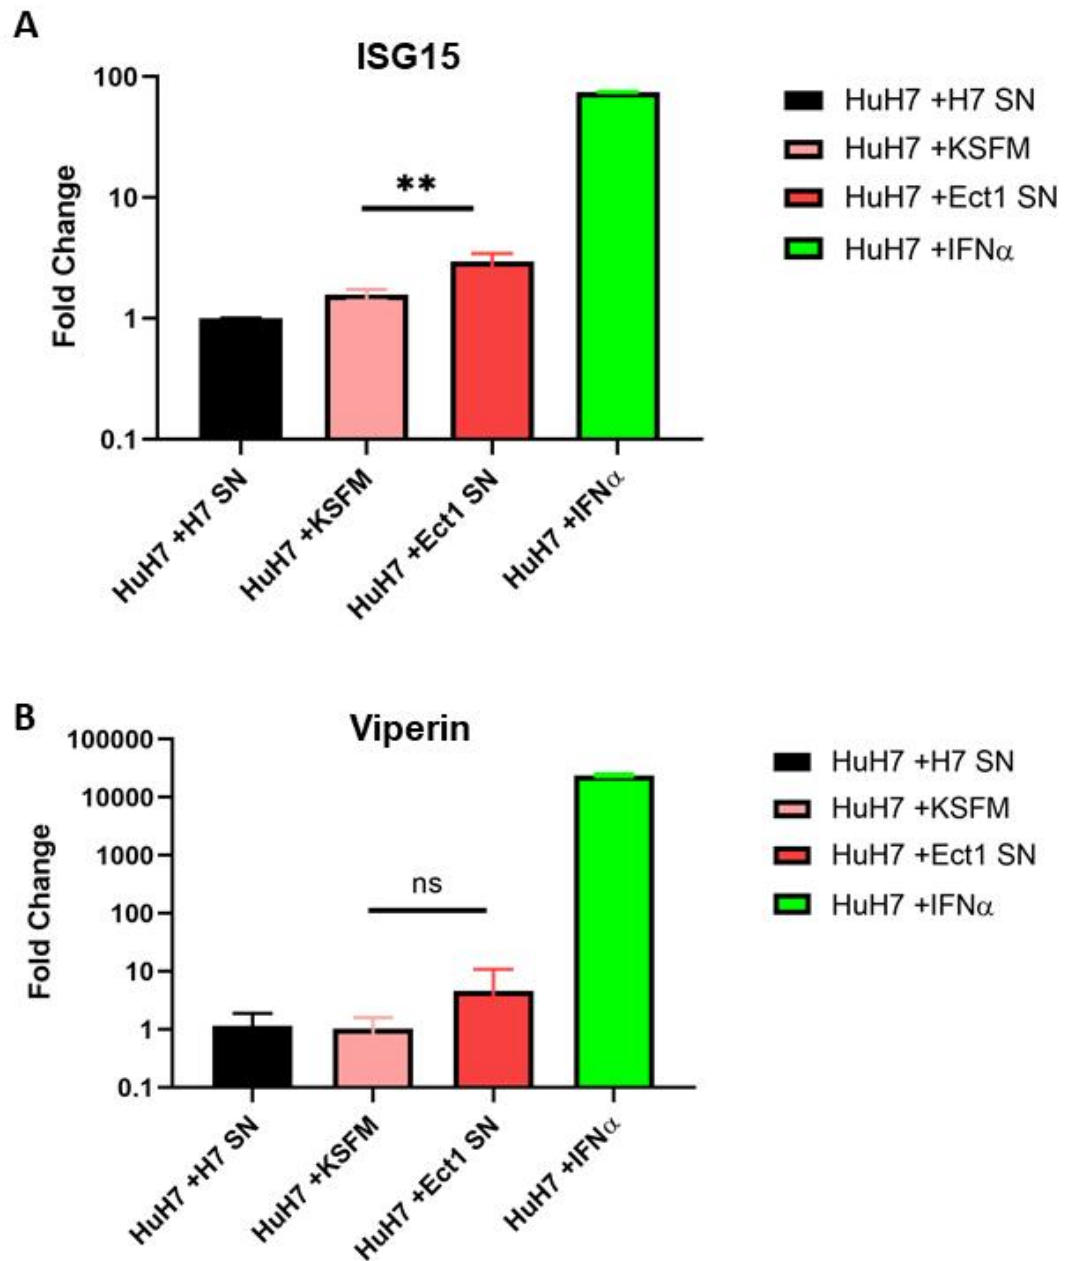 A
ISG15
Fold Change
100
10
1
0.1
**
HuH7 +H7 SN
HuH7 +KSFM
HuH7 +Ect1 SN
HuH7 +IFNα
HuH7 +H7 SN
HuH7 +KSFM
HuH7 +Ect1 SN
HuH7 +IFNα
B
Viperin
Fold Change
100000
10000
1000
100
10
1
0.1
ns
HuH7 +H7 SN
HuH7 +KSFM
HuH7 +Ect1 SN
HuH7 +IFNα
HuH7 +H7 SN
HuH7 +KSFM
HuH7 +Ect1 SN
HuH7 +IFNα